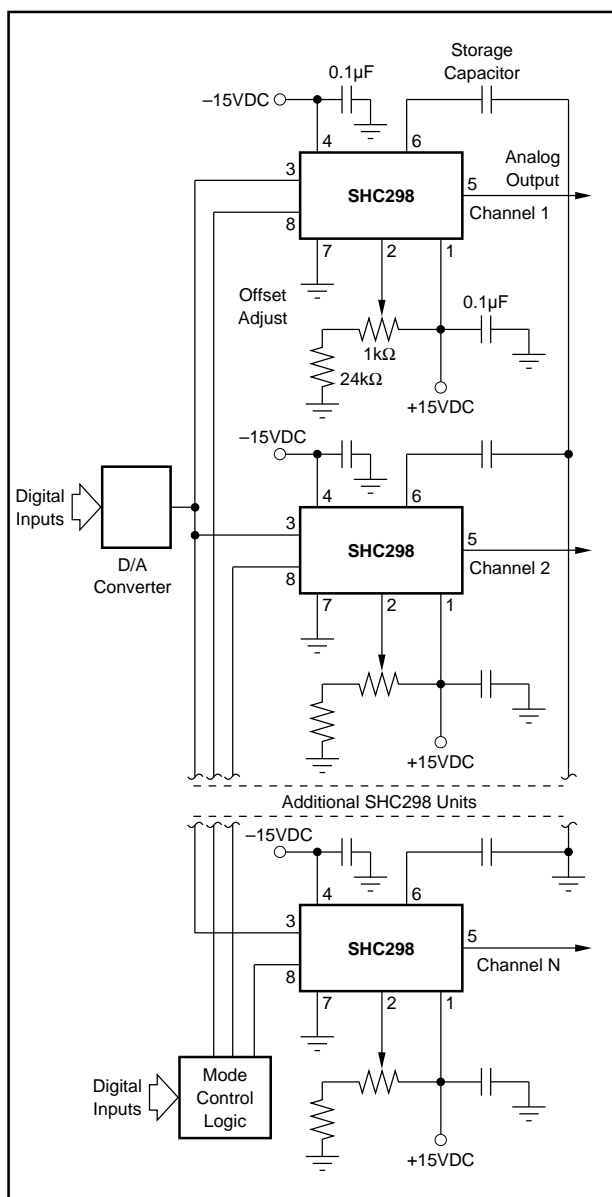 Storage
Capacitor
0.1µF
–15VDC
4
6
Analog
Output
3
5
SHC298
8
Channel 1
7
2
1
Offset
Adjust
0.1µF
1kΩ
24kΩ
+15VDC
–15VDC
4
6
Digital
Inputs
3
5
SHC298
D/A
Converter
8
Channel 2
7
2
1
+15VDC
Additional SHC298 Units
–15VDC
4
6
3
5
SHC298
8
Channel N
7
2
1
Digital
Inputs
Mode
Control
Logic
+15VDC